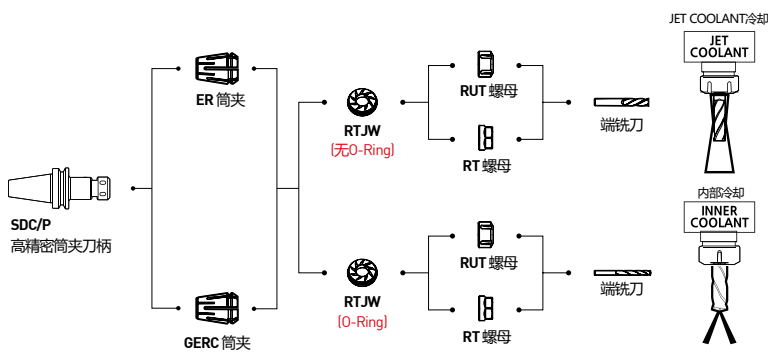 JET COOLANT冷却
JET
COOLANT
ER 筒夹
RUT 螺母
RTJW
(无O-Ring)
RT 螺母
端铣刀
SDC/P
高精密筒夹刀柄
内部冷却
INNER
COOLANT
RUT 螺母
RTJW
(O-Ring)
RT 螺母
端铣刀
GERC 筒夹